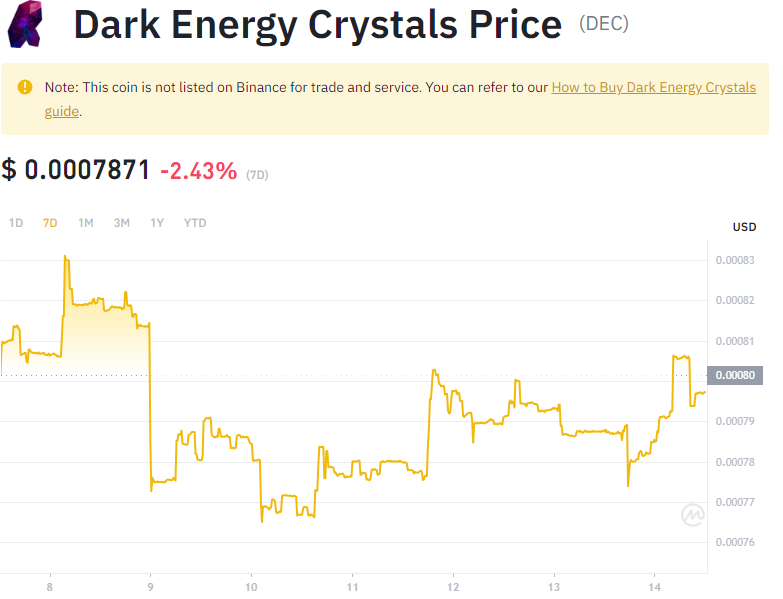 Dark Energy Crystals Price (DEC)
Note: This coin is not listed on Binance for trade and service. You can refer to our How to Buy Dark Energy Crystals
guide.
$ 0.0007871 -2.43% (7D)
1D 7D 1M 3M 1Y YTD
USD
0.00083
0.00082
0.00081
0.00080
0.00079
0.00078
0.00077
0.00076
8 9 10 11 12 13 14